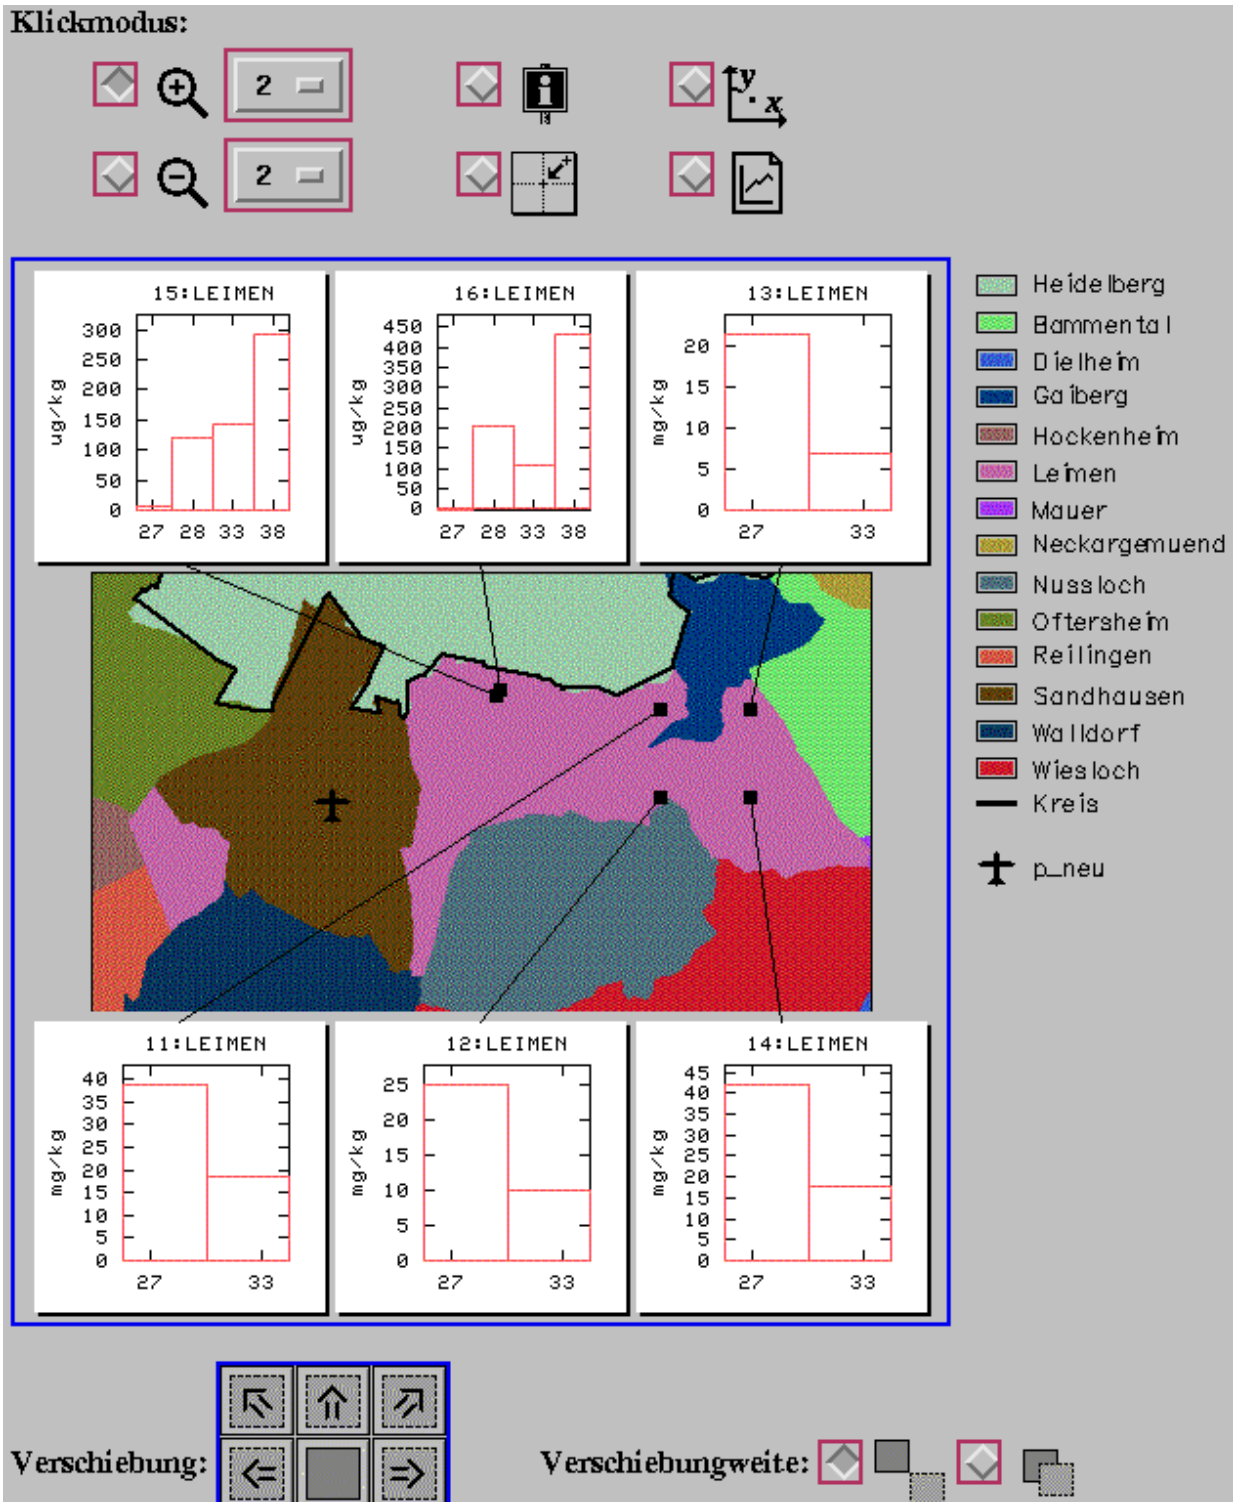 Klickmodus:
2
i
y
x
2
15:LEIMEN
300
250
200
150
100
50
0
ug/kg
27 28 33 38
16:LEIMEN
450
400
350
300
250
200
150
100
50
0
ug/kg
27 28 33 38
13:LEIMEN
20
15
10
5
0
mg/kg
27 33
Heidelberg
Bammental
Dielheim
Gaiberg
Hockenheim
Leimen
Mauer
Neckargemuend
Nussloch
Oftersheim
Reilingen
Sandhausen
Walldorf
Wiesloch
Kreis
p_neu
11:LEIMEN
40
35
30
25
20
15
10
5
0
mg/kg
27 33
12:LEIMEN
25
20
15
10
5
0
mg/kg
27 33
14:LEIMEN
45
40
35
30
25
20
15
10
5
0
mg/kg
27 33
Verschiebung:
Verschiebungweite: